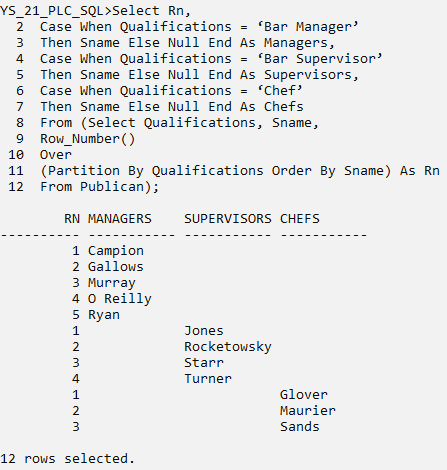 YS_21_PLC_SQL>Select Rn,
2 Case When Qualifications = ‘Bar Manager’
3 Then Sname Else Null End As Managers,
4 Case When Qualifications = ‘Bar Supervisor’
5 Then Sname Else Null End As Supervisors,
6 Case When Qualifications = ‘Chef’
7 Then Sname Else Null End As Chefs
8 From (Select Qualifications, Sname,
9 Row_Number()
10 Over
11 (Partition By Qualifications Order By Sname) As Rn
12 From Publican);
RN MANAGERS SUPERVISORS CHEFS
---------- ----------- ----------- -----------
1 Campion
2 Gallows
3 Murray
4 O Reilly
5 Ryan
1 Jones
2 Rocketowsky
3 Starr
4 Turner
1 Glover
2 Maurier
3 Sands
12 rows selected.